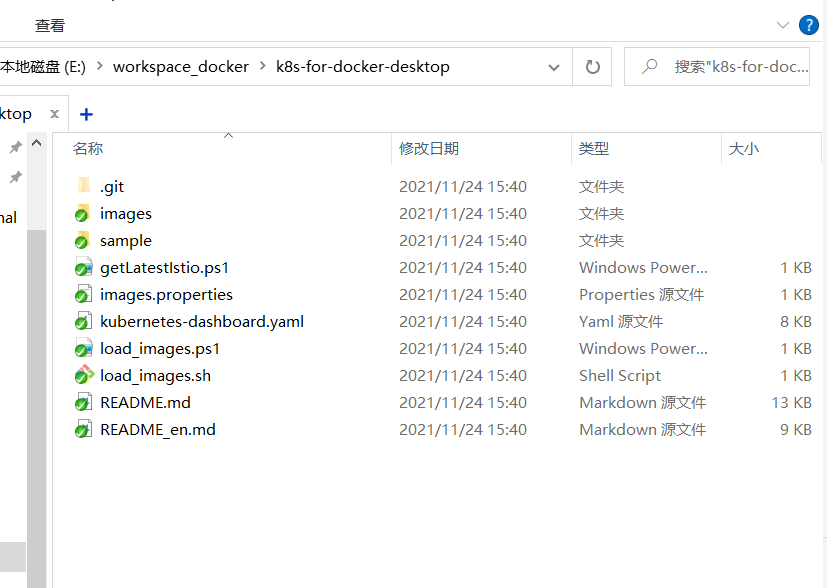 查看
?
本地磁盘 (E:) > workspace_docker > k8s-for-docker-desktop
搜索"k8s-for-doc...
ktop x +
名称 修改日期 类型 大小
.git 2021/11/24 15:40 文件夹
images 2021/11/24 15:40 文件夹
nal
sample 2021/11/24 15:40 文件夹
getLatestIstio.ps1 2021/11/24 15:40 Windows Power... 1 KB
images.properties 2021/11/24 15:40 Properties 源文件 1 KB
kubernetes-dashboard.yaml 2021/11/24 15:40 Yaml 源文件 8 KB
load_images.ps1 2021/11/24 15:40 Windows Power... 1 KB
load_images.sh 2021/11/24 15:40 Shell Script 1 KB
README.md 2021/11/24 15:40 Markdown 源文件 13 KB
README_en.md 2021/11/24 15:40 Markdown 源文件 9 KB